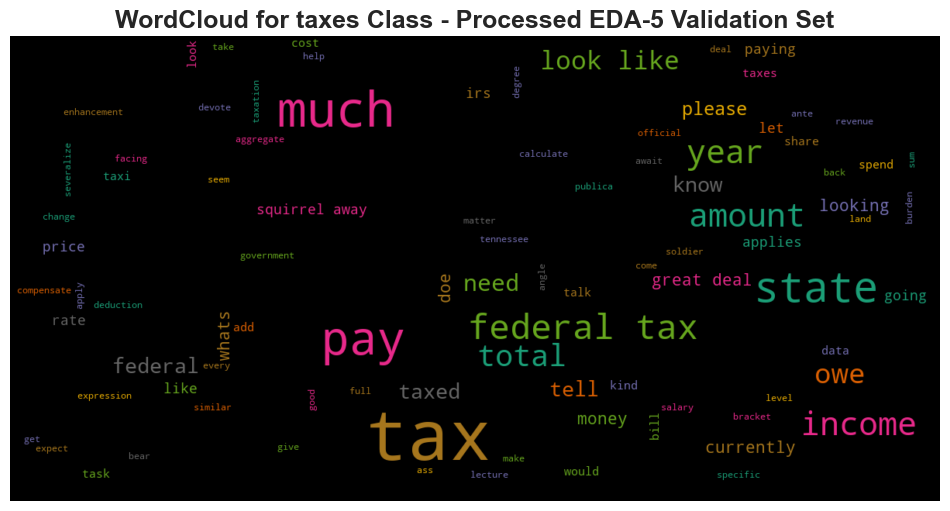 WordCloud for taxes Class - Processed EDA-5 Validation Set
look
take
cost
help
look like
deal
paying
taxes
degree
irs
taxation
devote
enhancement
much
please
ante
revenue
let
official
share
aggregate
year
severalize
facing
taxi
seem
calculate
await
publica
know
back
spend
sum
change
squirrel away
matter
amount
looking
land
burden
price
government
tennessee
applies
soldier
come
angle
compensate
apply
deduction
doe
need
talk
great deal
state
going
rate
whats
add
pay
federal tax
total
data
federal
every
owe
like
taxed
tell
kind
expression
similar
good
full
money
bill
salary
level
bracket
income
get
expect
bear
give
tax
make
currently
task
ass
lecture
would
specific